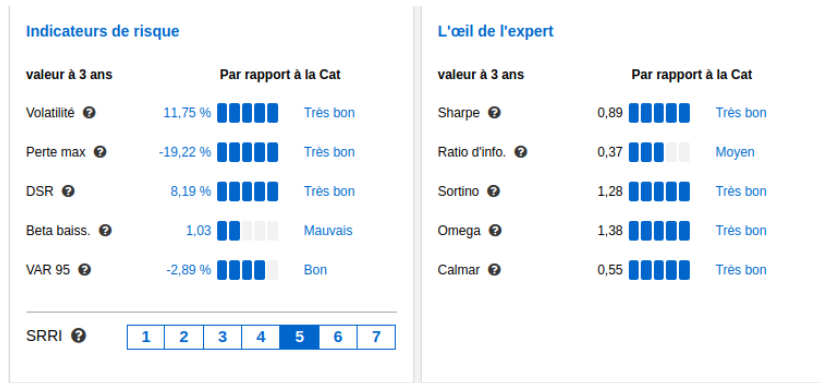 Indicateurs de risque
valeur à 3 ans Par rapport à la Cat
Volatilité ? 11,75 % Très bon
Perte max ? -19,22 % Très bon
DSR ? 8,19 % Très bon
Beta baiss. ? 1,03 Mauvais
VAR 95 ? -2,89 % Bon
SRRI ? 1 2 3 4 5 6 7
L'œil de l'expert
valeur à 3 ans Par rapport à la Cat
Sharpe ? 0,89 Très bon
Ratio d'info. ? 0,37 Moyen
Sortino ? 1,28 Très bon
Omega ? 1,38 Très bon
Calmar ? 0,55 Très bon